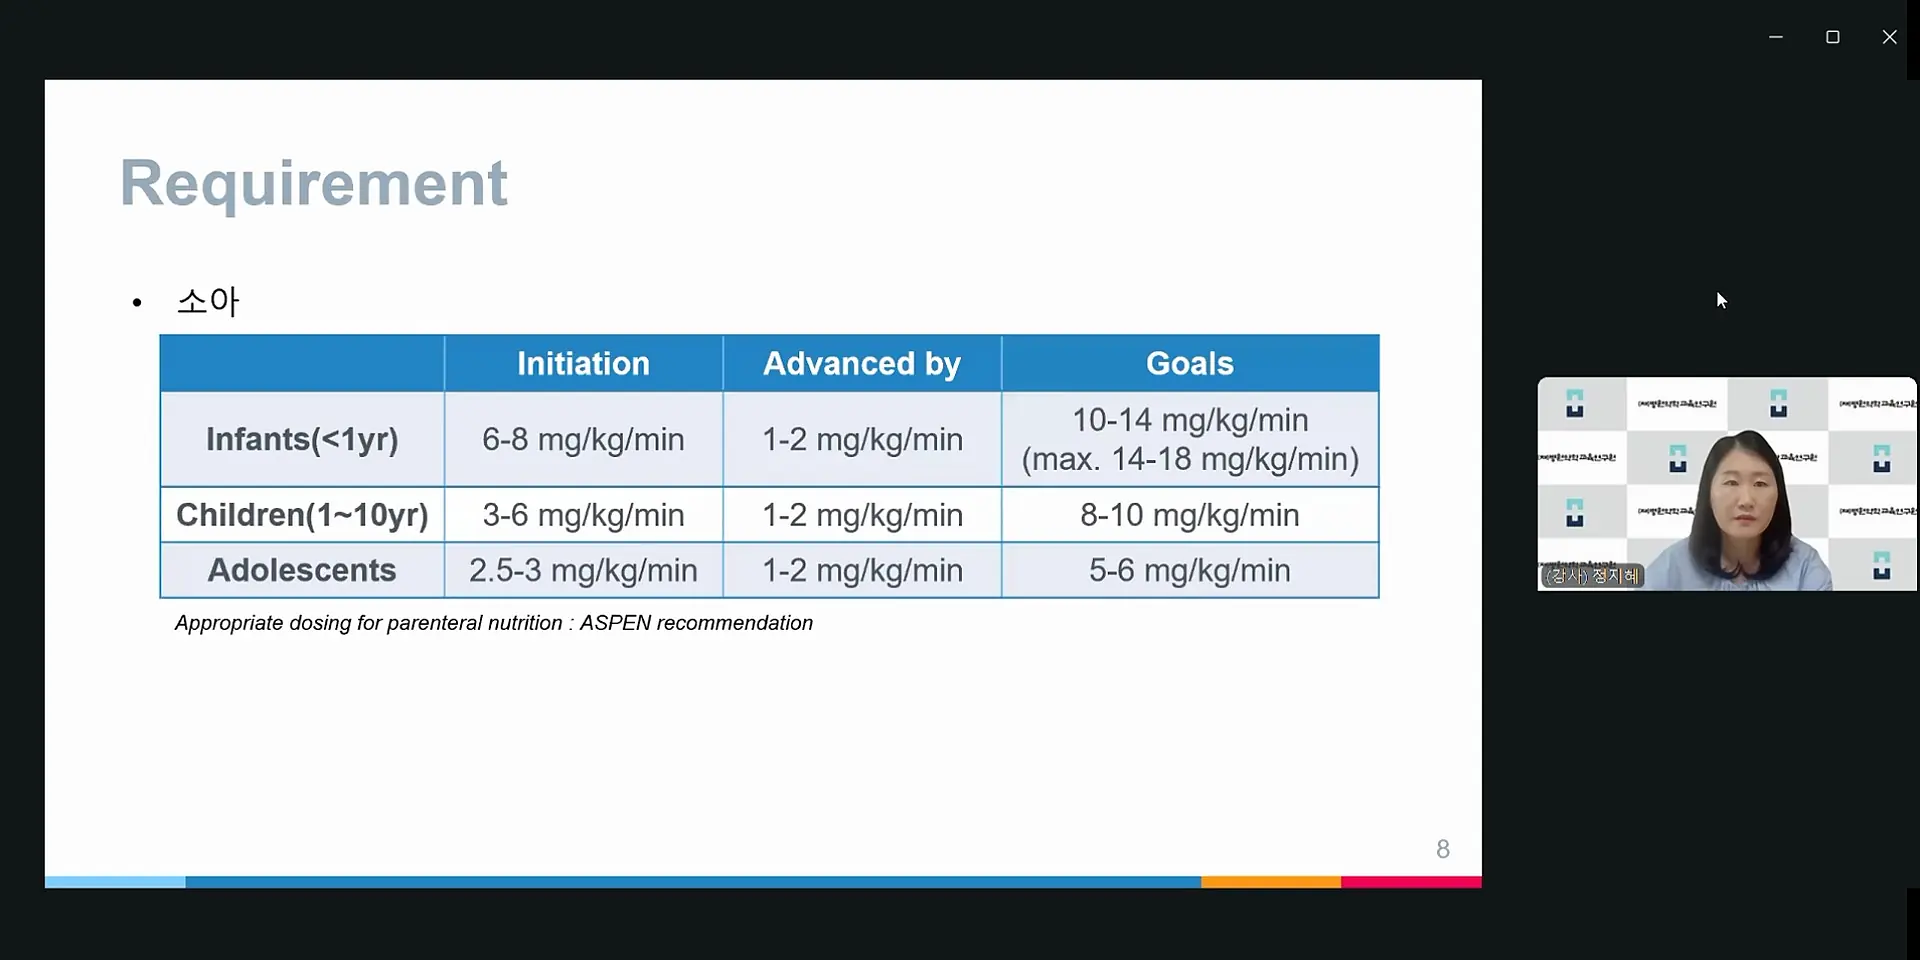 Requirement
• 소아
Initiation Advanced by Goals
Infants(<1yr) 6-8 mg/kg/min 1-2 mg/kg/min 10-14 mg/kg/min
(max. 14-18 mg/kg/min)
Children(1~10yr) 3-6 mg/kg/min 1-2 mg/kg/min 8-10 mg/kg/min
Adolescents 2.5-3 mg/kg/min 1-2 mg/kg/min 5-6 mg/kg/min
Appropriate dosing for parenteral nutrition : ASPEN recommendation
8
(강사) 정지혜